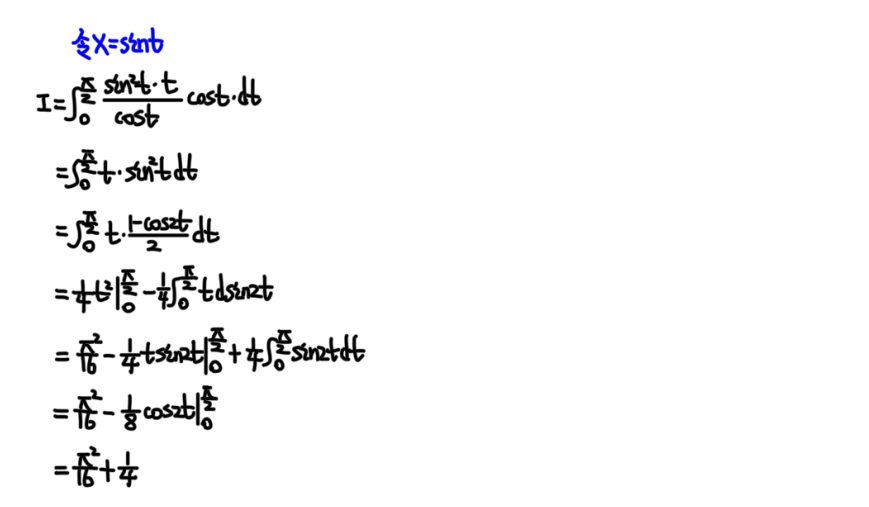 令x=sint
I=∫₀^(π/2) (sin²t·t)/(cost) cost·dt
=∫₀^(π/2) t·sin²t dt
=∫₀^(π/2) t·(1-cos2t)/2 dt
=1/4 t²|₀^(π/2) - 1/4∫₀^(π/2) t dsin2t
=π²/16 - 1/4 tsin2t|₀^(π/2) + 1/4∫₀^(π/2) sin2t dt
=π²/16 - 1/8 cos2t|₀^(π/2)
=π²/16 + 1/4